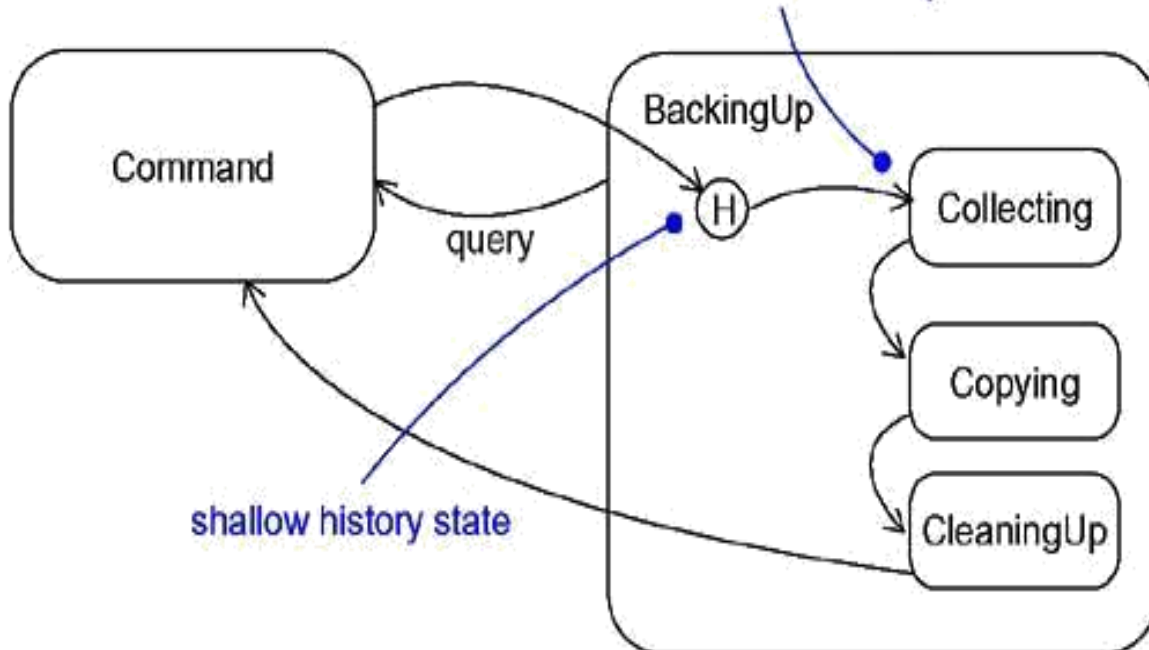 BackingUp
Command
H
Collecting
query
Copying
shallow history state
CleaningUp